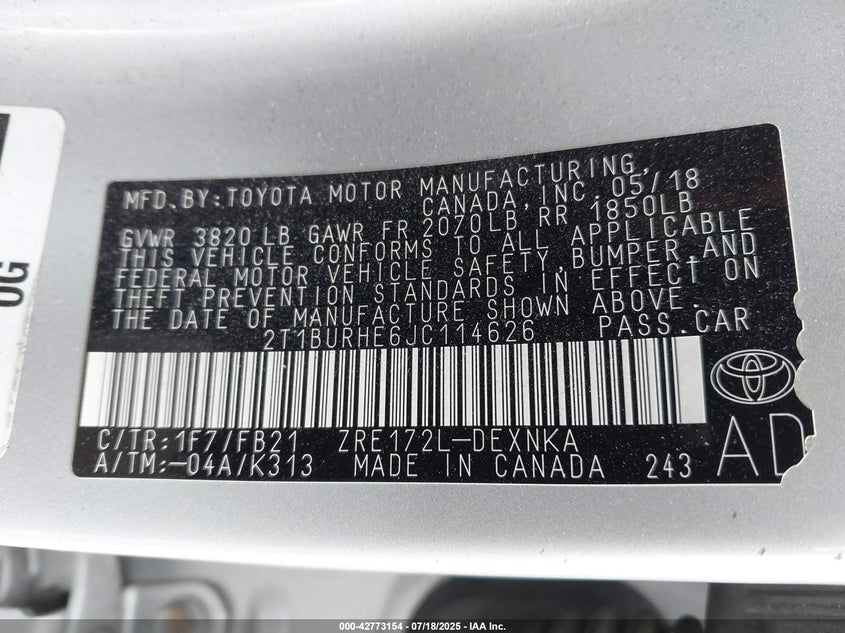 MFD. BY: TOYOTA MOTOR MANUFACTURING,
CANADA, INC. 05/18
GVWR 3820 LB GAWR FR 2070LB RR 1850LB
THIS VEHICLE CONFORMS TO ALL APPLICABLE
FEDERAL MOTOR VEHICLE SAFETY, BUMPER, AND
THEFT PREVENTION STANDARDS IN EFFECT ON
THE DATE OF MANUFACTURE SHOWN ABOVE.
2T1BURHE6JC114626 PASS. CAR
C/TR: 1F7/FB21 ZRE172L-DEXNKA
A/TM: -04A/K313 MADE IN CANADA 243
AD
OG
000-42773154 - 07/18/2025 - IAA Inc.